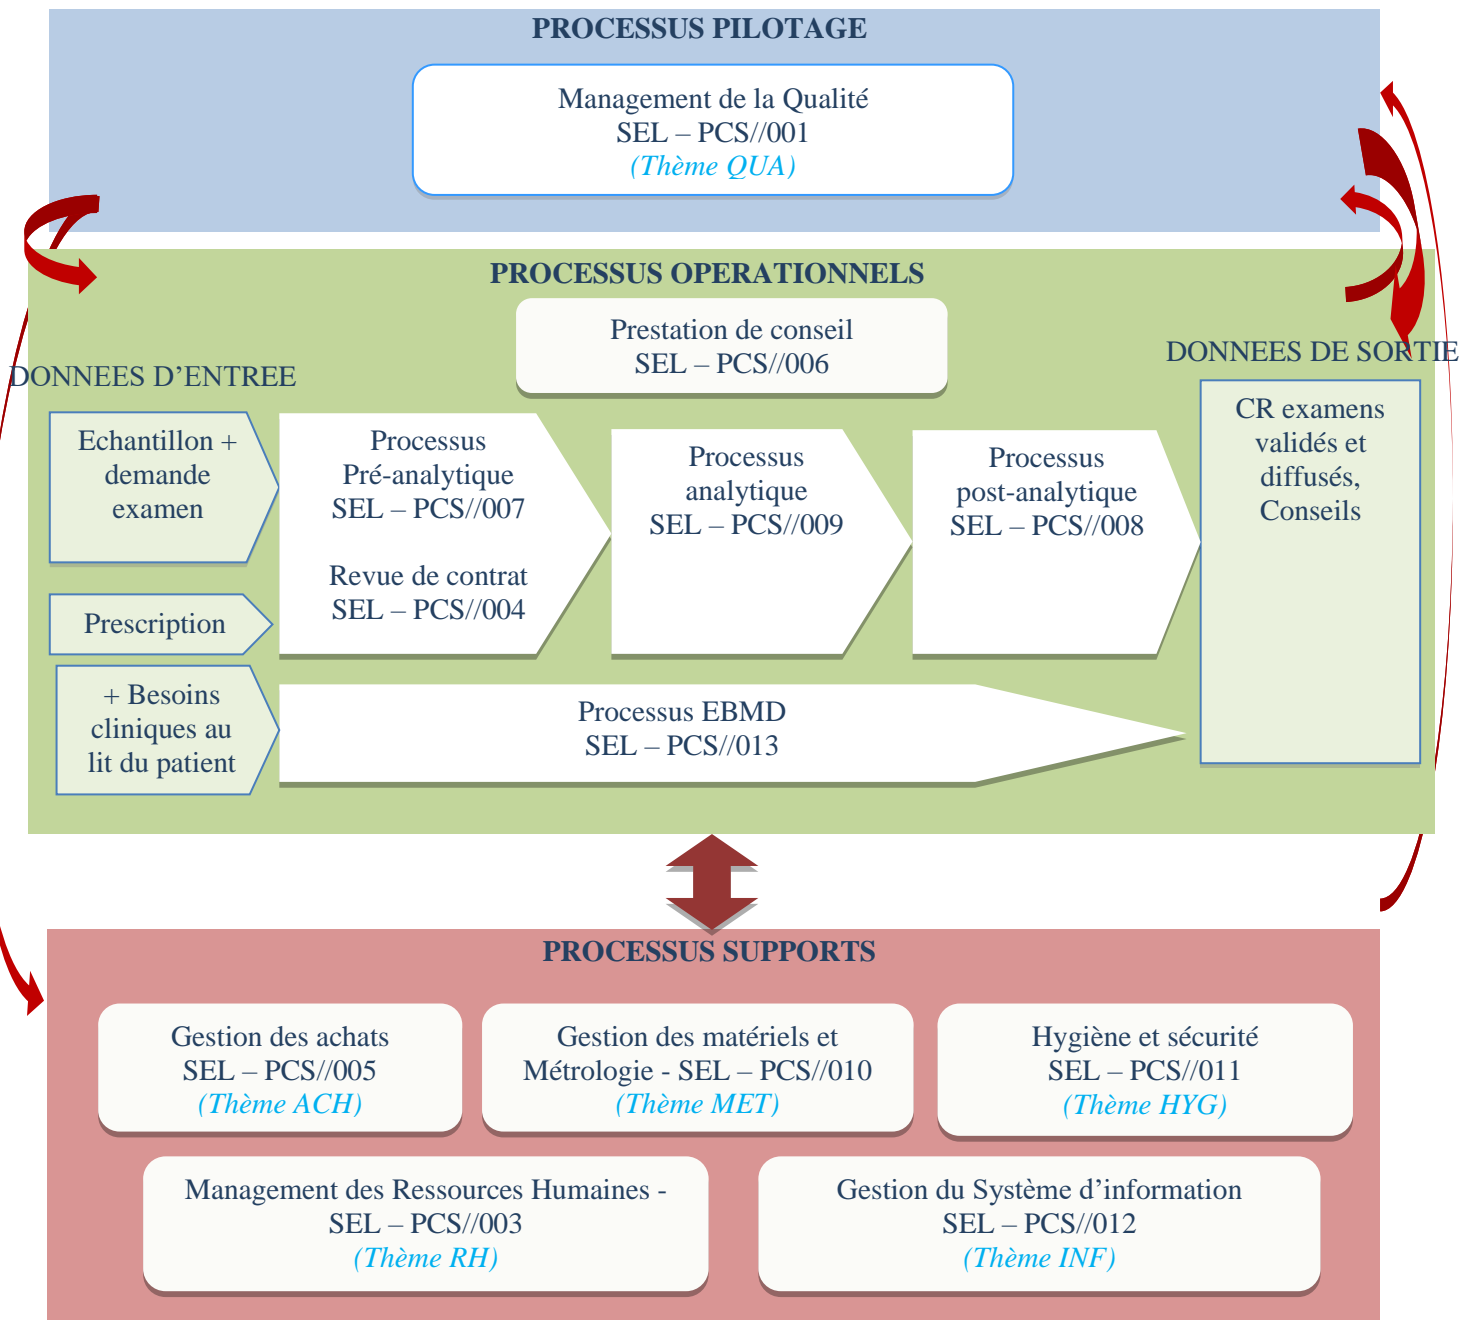 PROCESSUS PILOTAGE
Management de la Qualité
SEL – PCS//001
(Thème QUA)
PROCESSUS OPERATIONNELS
Prestation de conseil
SEL – PCS//006
DONNEES D’ENTREE
DONNEES DE SORTIE
Echantillon +
demande
examen
Prescription
+ Besoins
cliniques au
lit du patient
Processus
Pré-analytique
SEL – PCS//007
Revue de contrat
SEL – PCS//004
Processus
analytique
SEL – PCS//009
Processus
post-analytique
SEL – PCS//008
CR examens
validés et
diffusés,
Conseils
Processus EBMD
SEL – PCS//013
PROCESSUS SUPPORTS
Gestion des achats
SEL – PCS//005
(Thème ACH)
Gestion des matériels et
Métrologie - SEL – PCS//010
(Thème MET)
Hygiène et sécurité
SEL – PCS//011
(Thème HYG)
Management des Ressources Humaines -
SEL – PCS//003
(Thème RH)
Gestion du Système d’information
SEL – PCS//012
(Thème INF)